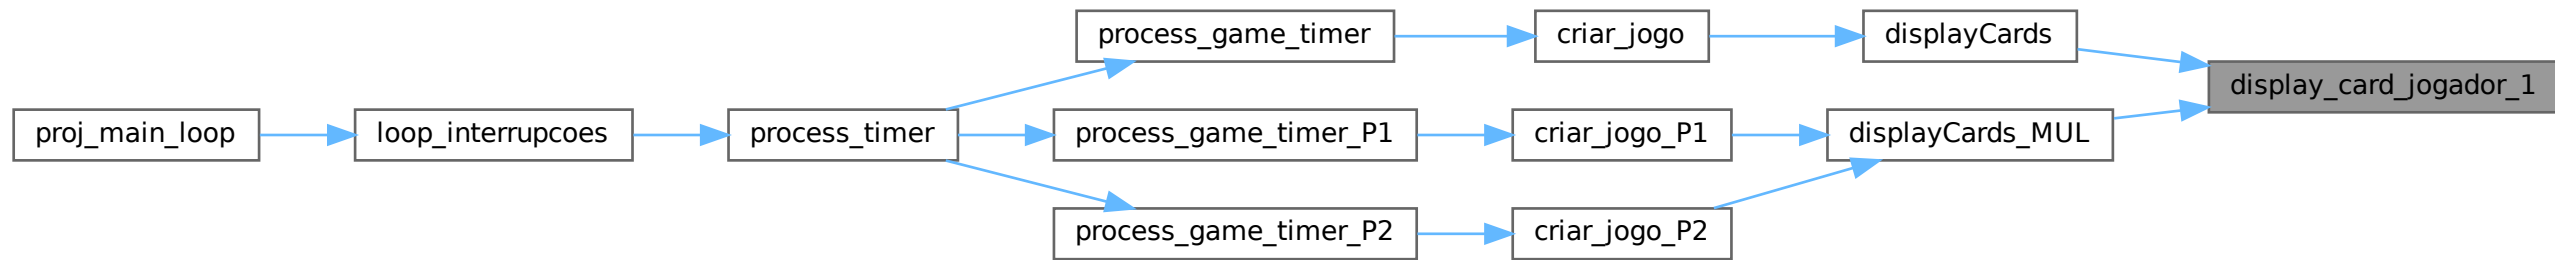 process_game_timer
criar_jogo
displayCards
display_card_jogador_1
proj_main_loop
loop_interrupcoes
process_timer
process_game_timer_P1
criar_jogo_P1
displayCards_MUL
process_game_timer_P2
criar_jogo_P2